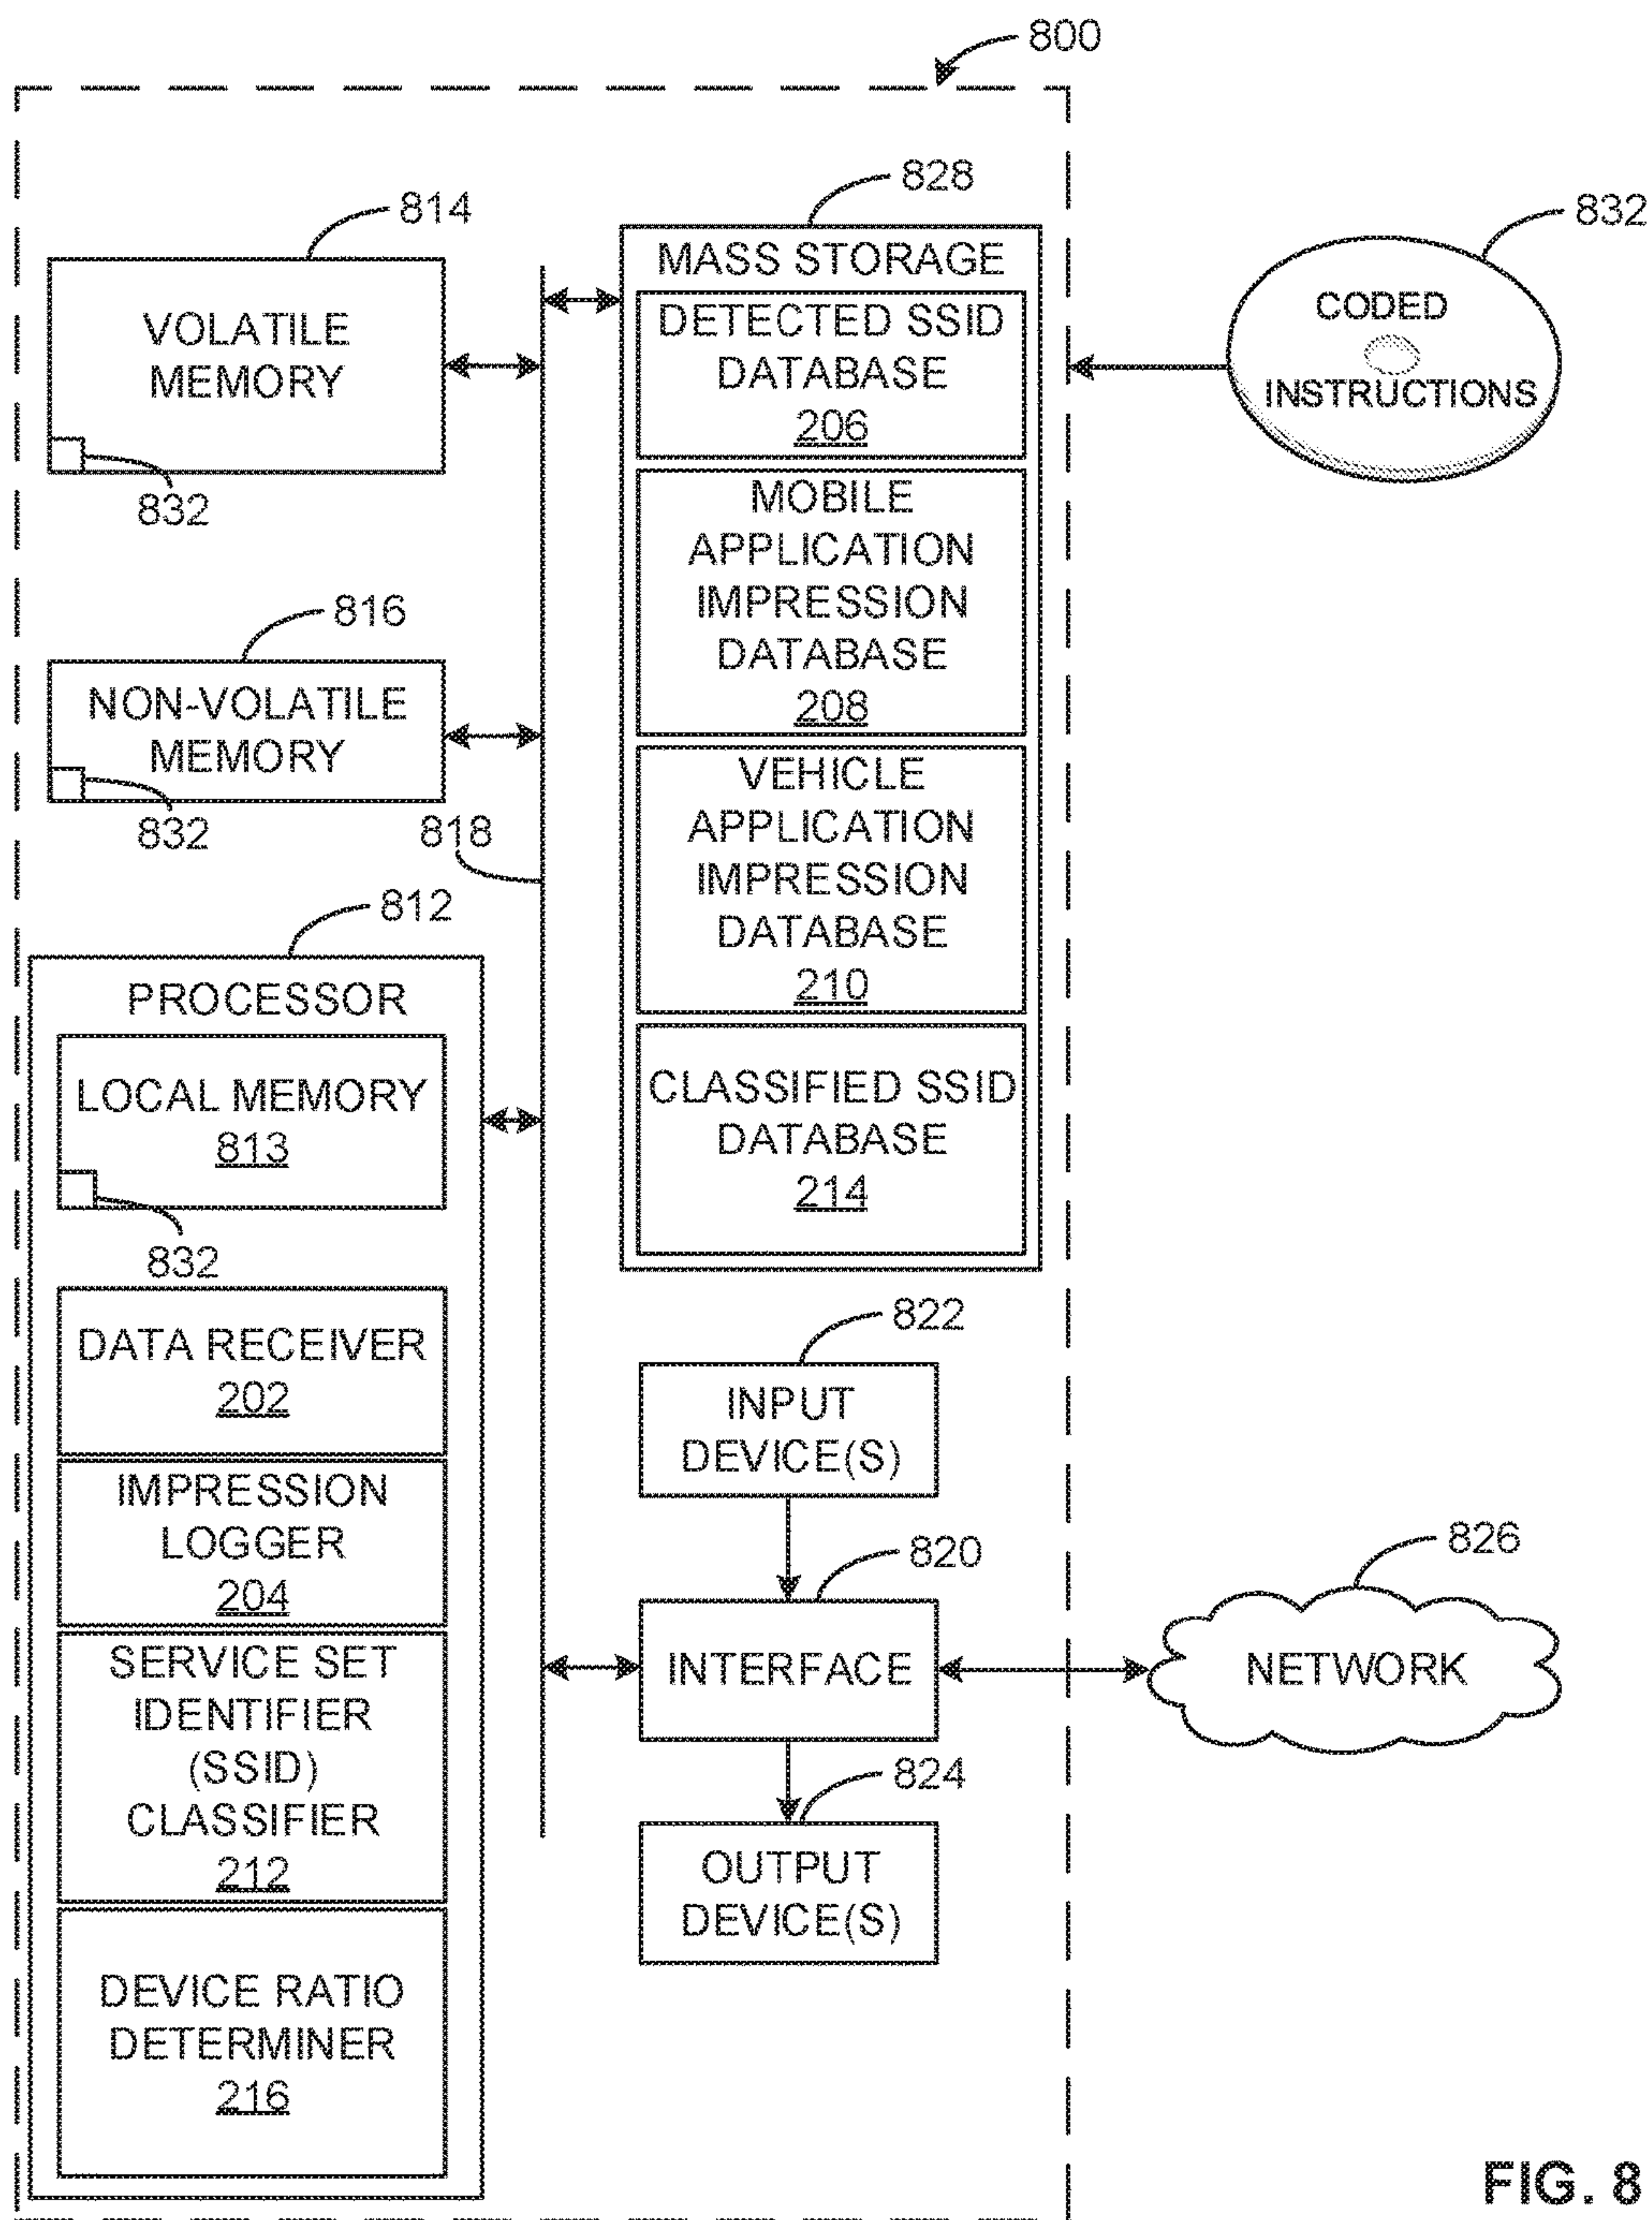 800
828
814
832
MASS STORAGE
VOLATILE
MEMORY
832
DETECTED SSID
DATABASE
206
CODED
INSTRUCTIONS
MOBILE
APPLICATION
IMPRESSION
DATABASE
208
816
NON-VOLATILE
MEMORY
832
818
VEHICLE
APPLICATION
IMPRESSION
DATABASE
210
812
PROCESSOR
LOCAL MEMORY
813
832
CLASSIFIED SSID
DATABASE
214
DATA RECEIVER
202
IMPRESSION
LOGGER
204
SERVICE SET
IDENTIFIER
(SSID)
CLASSIFIER
212
DEVICE RATIO
DETERMINER
216
822
INPUT
DEVICE(S)
820
INTERFACE
826
NETWORK
824
OUTPUT
DEVICE(S)
FIG. 8